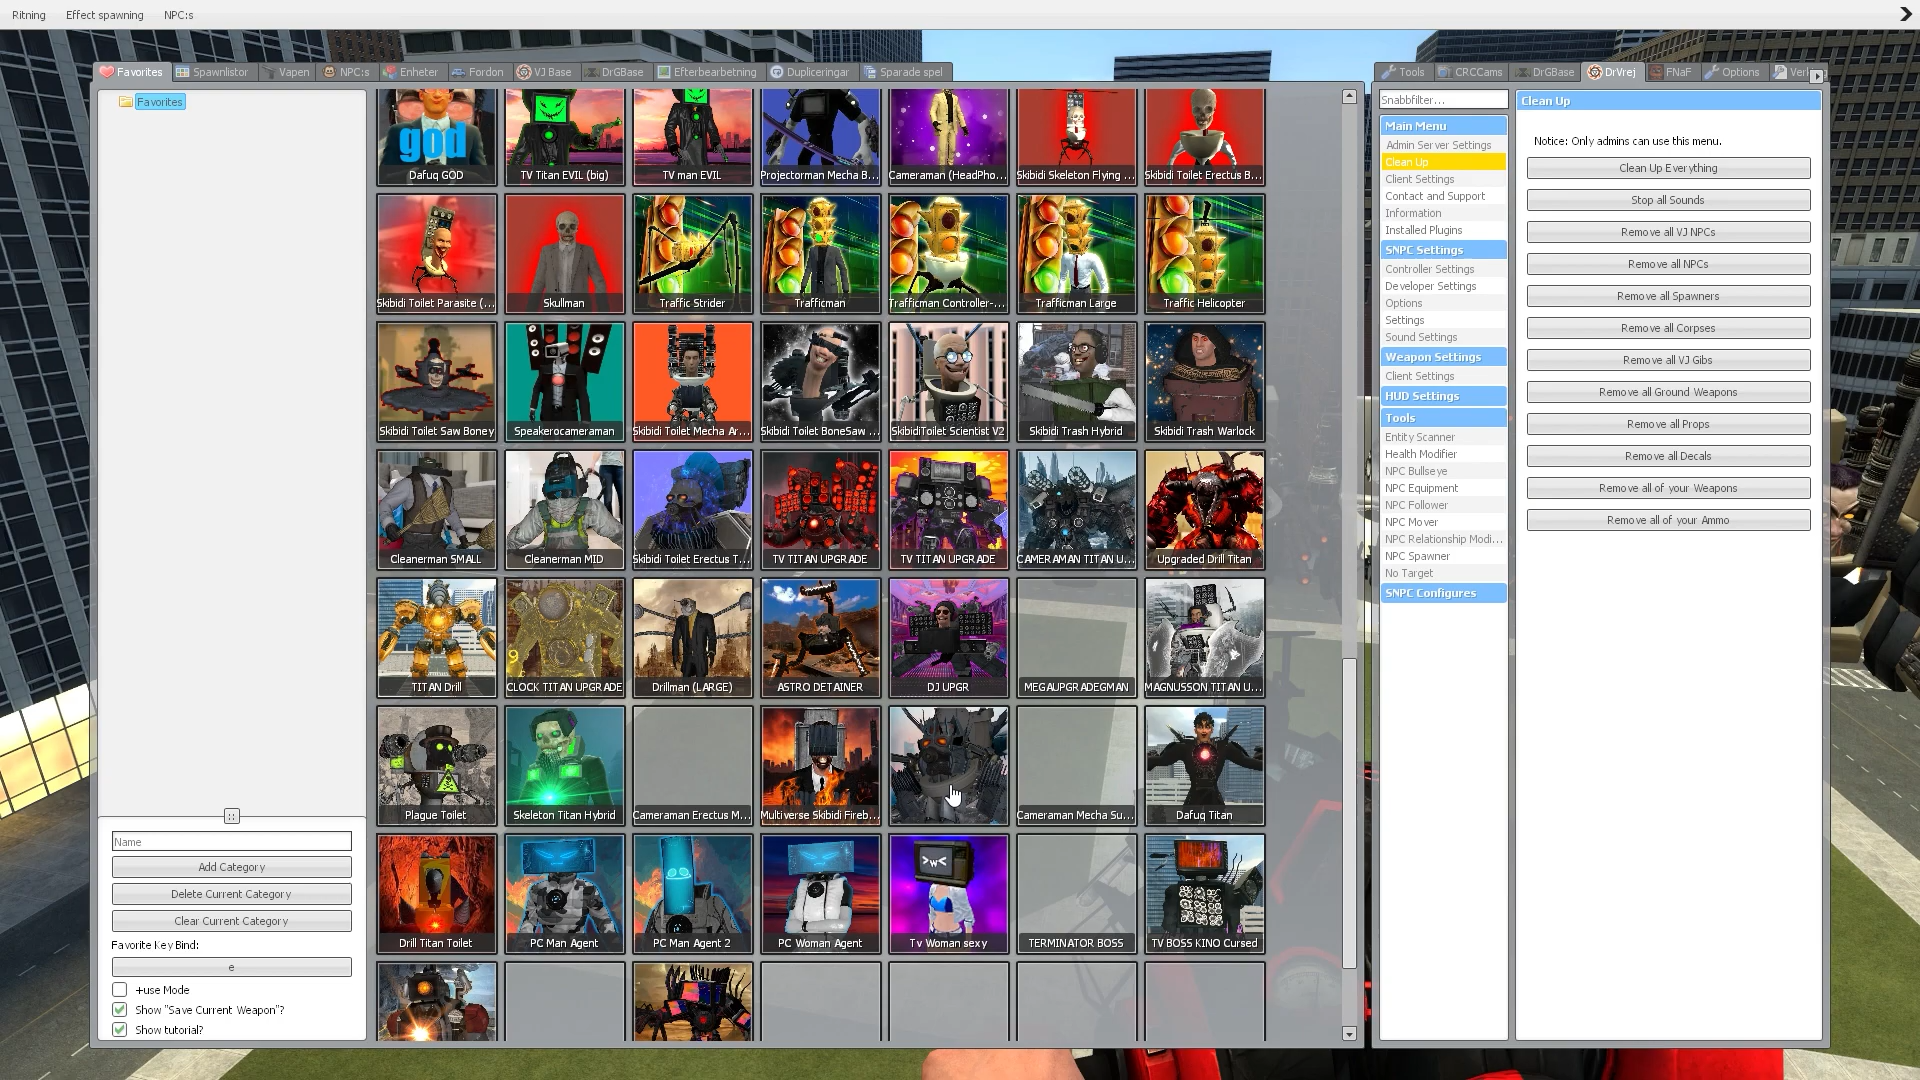 Ritning Effect spawning NPC:s
Favorites Spawnlistor Vapen NPC:s Enheter Fordon VJ Base DrGBase Efterbearbetning Dupliceringar Sparade spel
Tools CRCCams DrGBase DrVrej FNaF Options
Favorites
god
Dafuq GOD
TV Titan EVIL (big)
TV man EVIL
Projectorman Mecha B...
Cameraman (HeadPho...
Skibidi Skeleton Flying ...
Skibidi Toilet Erectus B...
Skibidi Toilet Parasite (...
Skullman
Traffic Strider
Trafficman
Trafficman Controller-...
Trafficman Large
Traffic Helicopter
Skibidi Toilet Saw Boney
Speakerocameraman
Skibidi Toilet Mecha Ar...
Skibidi Toilet BoneSaw ...
SkibidiToilet Scientist V2
Skibidi Trash Hybrid
Skibidi Trash Warlock
Cleanerman SMALL
Cleanerman MID
Skibidi Toilet Erectus T...
TV TITAN UPGRADE
TV TITAN UPGRADE
CAMERAMAN TITAN U...
Upgraded Drill Titan
TITAN Drill
CLOCK TITAN UPGRADE
Drillman (LARGE)
ASTRO DETAINER
DJ UPGR
MEGAUPGRADEGMAN
MAGNUSSON TITAN U...
Plague Toilet
Skeleton Titan Hybrid
Cameraman Erectus M...
Multiverse Skibidi Fireb...
Cameraman Mecha Su...
Dafuq Titan
Drill Titan Toilet
PC Man Agent
PC Man Agent 2
PC Woman Agent
>w<
Tv Woman sexy
TERMINATOR BOSS
TV BOSS KINO Cursed
Name
Add Category
Delete Current Category
Clear Current Category
Favorite Key Bind:
e
+use Mode
Show "Save Current Weapon"?
Show tutorial?
Snabbfilter...
Main Menu
Admin Server Settings
Clean Up
Client Settings
Contact and Support
Information
Installed Plugins
SNPC Settings
Controller Settings
Developer Settings
Options
Settings
Sound Settings
Weapon Settings
Client Settings
HUD Settings
Tools
Entity Scanner
Health Modifier
NPC Bullseye
NPC Equipment
NPC Follower
NPC Mover
NPC Relationship Modi...
NPC Spawner
No Target
SNPC Configures
Clean Up
Notice: Only admins can use this menu.
Clean Up Everything
Stop all Sounds
Remove all VJ NPCs
Remove all NPCs
Remove all Spawners
Remove all Corpses
Remove all VJ Gibs
Remove all Ground Weapons
Remove all Props
Remove all Decals
Remove all of your Weapons
Remove all of your Ammo